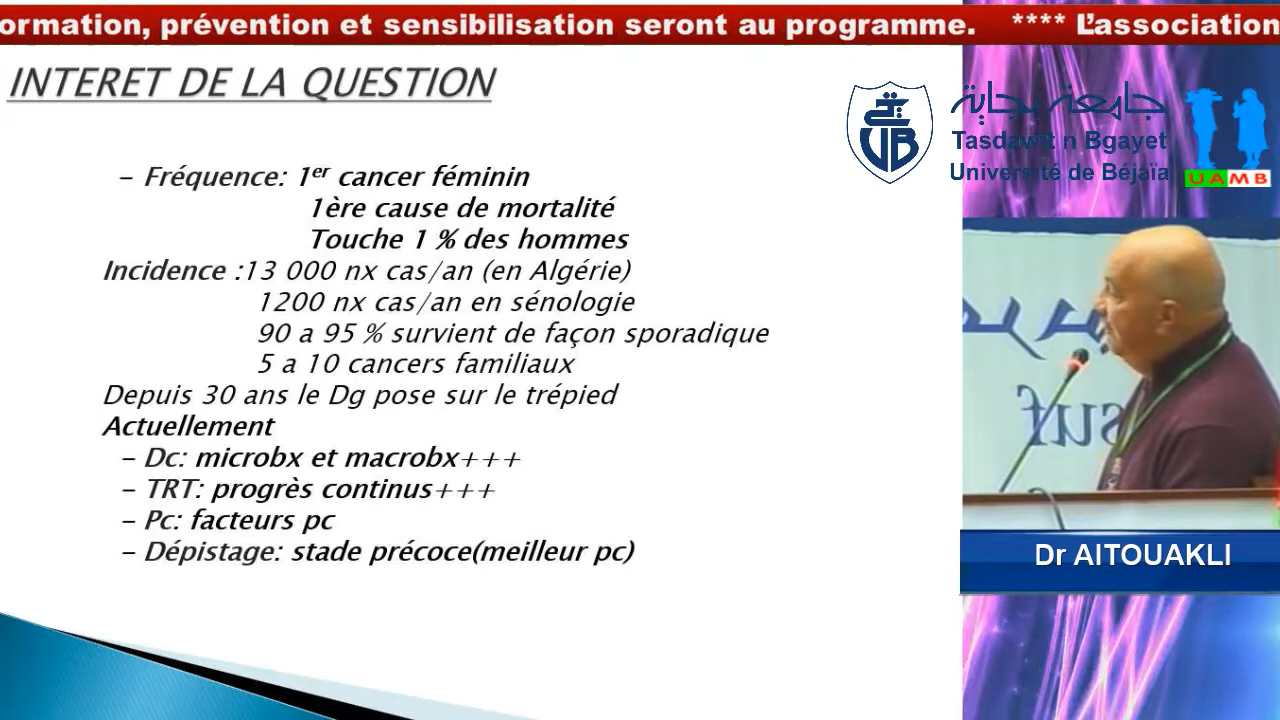 ormation, prévention et sensibilisation seront au programme. **** L'association
INTERET DE LA QUESTION
- Fréquence: 1er cancer féminin
1ère cause de mortalité
Touche 1 % des hommes
Incidence :13 000 nx cas/an (en Algérie)
1200 nx cas/an en sénologie
90 a 95 % survient de façon sporadique
5 a 10 cancers familiaux
Depuis 30 ans le Dg pose sur le trépied
Actuellement
- Dc: microbx et macrobx+++
- TRT: progrès continus+++
- Pc: facteurs pc
- Dépistage: stade précoce(meilleur pc)
جامعة بجاية
Tasdawit n Bgayet
Université de Béjaïa
UB
UAMB
Dr AITOUAKLI